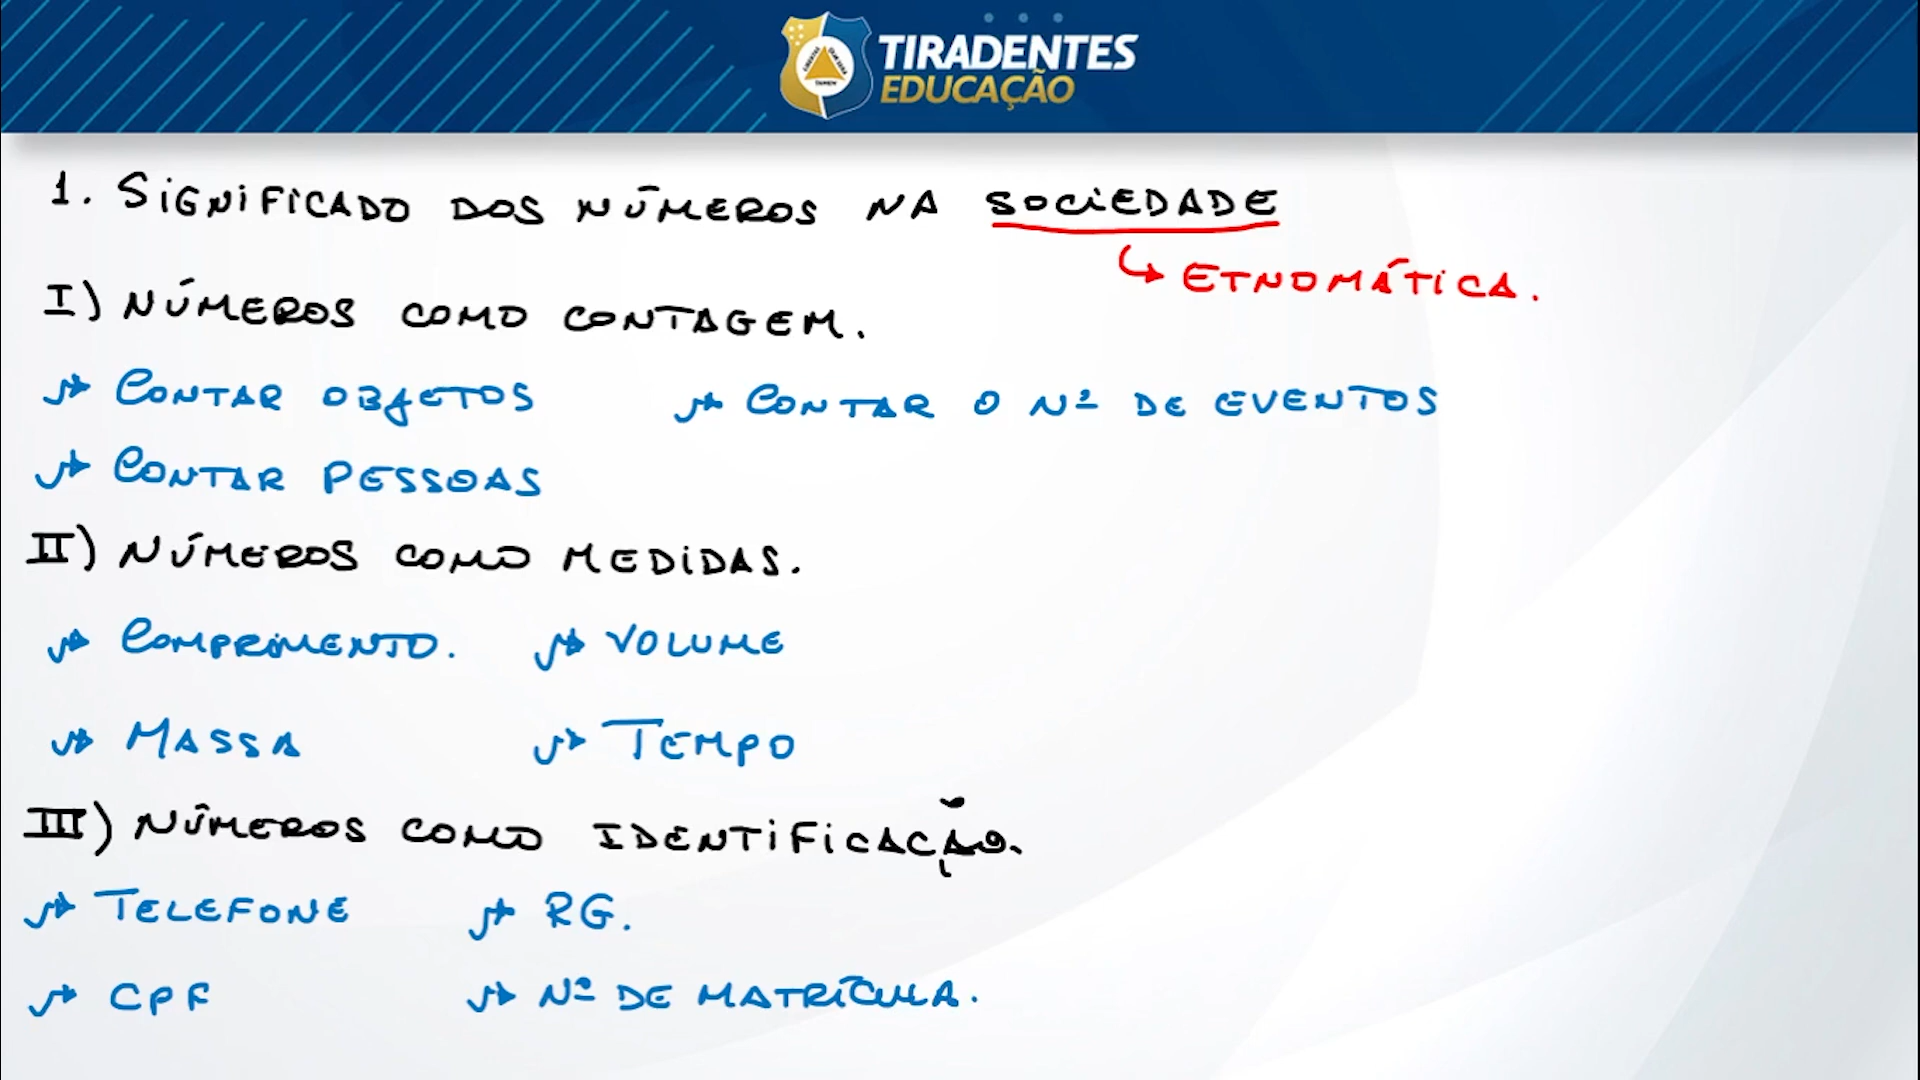 TIRADENTES
EDUCAÇÃO
1. SIGNIFICADO DOS NÚMEROS NA SOCIEDADE
↳ ETNOMÁTICA.
I) NÚMEROS COMO CONTAGEM.
→ CONTAR OBJETOS → CONTAR O Nº DE EVENTOS
→ CONTAR PESSOAS
II) NÚMEROS COMO MEDIDAS.
→ COMPRIMENTO. → VOLUME
→ MASSA → TEMPO
III) NÚMEROS COMO IDENTIFICAÇÃO.
→ TELEFONE → RG.
→ CPF → Nº DE MATRÍCULA.